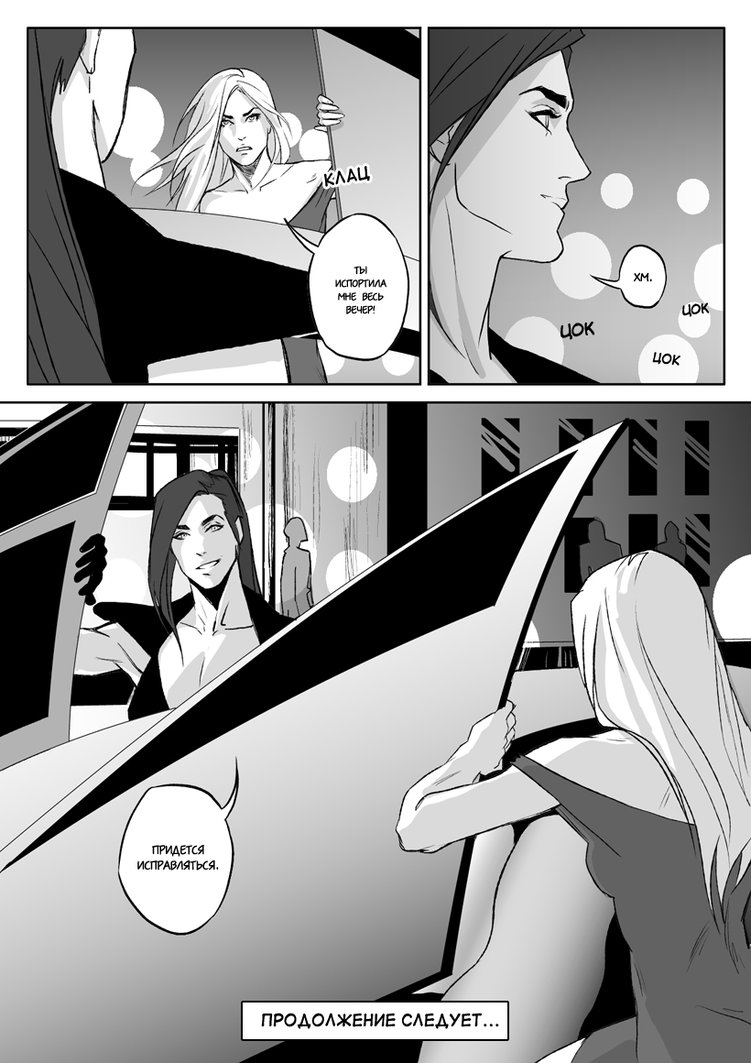 КЛАЦ
ТЫ
ИСПОРТИЛА
МНЕ ВЕСЬ
ВЕЧЕР!
ХМ.
ЦОК
ЦОК
ЦОК
ПРИДЕТСЯ
ИСПРАВЛЯТЬСЯ.
ПРОДОЛЖЕНИЕ СЛЕДУЕТ...